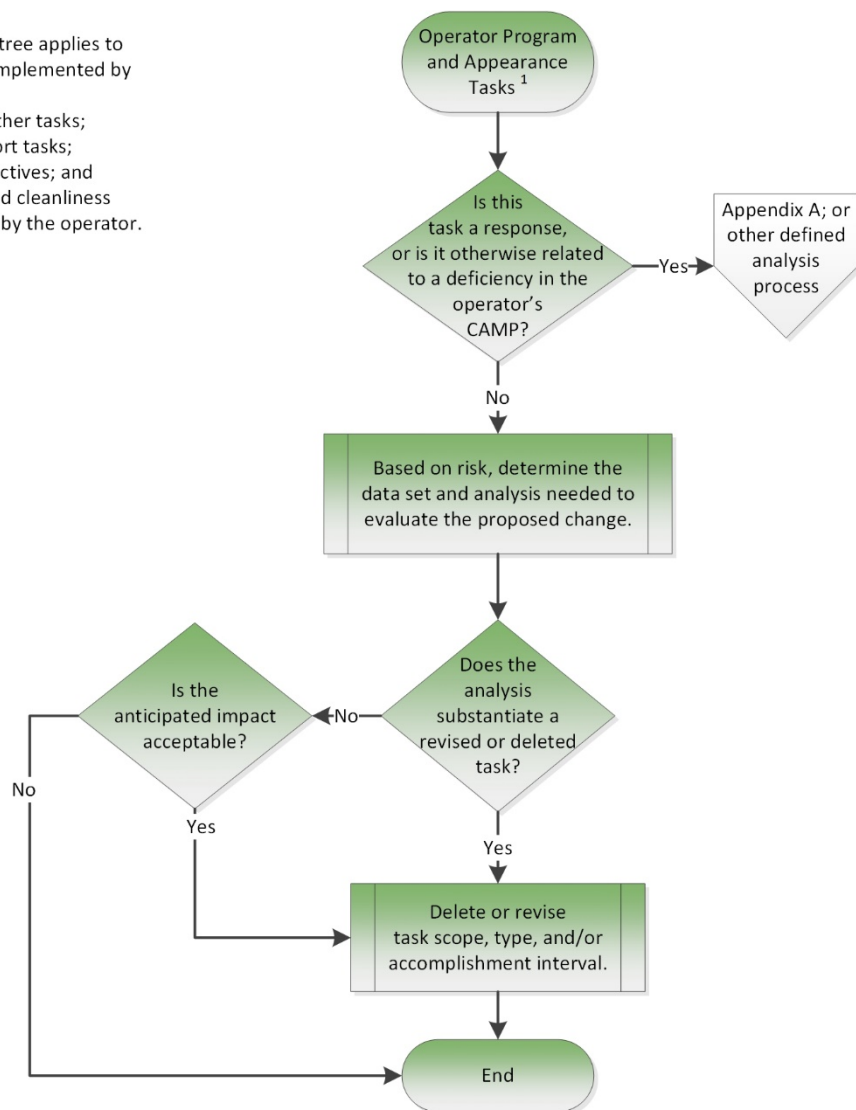 tree applies to
mplemented by
ther tasks;
ort tasks;
ctives; and
d cleanliness
by the operator.
Operator Program
and Appearance
Tasks 1
Is this
task a response,
or is it otherwise related
to a deficiency in the
operator's
CAMP?
Yes
Appendix A; or
other defined
analysis
process
No
Based on risk, determine the
data set and analysis needed to
evaluate the proposed change.
Does the
analysis
substantiate a
revised or deleted
task?
No
Is the
anticipated impact
acceptable?
No
Yes
Yes
Delete or revise
task scope, type, and/or
accomplishment interval.
End